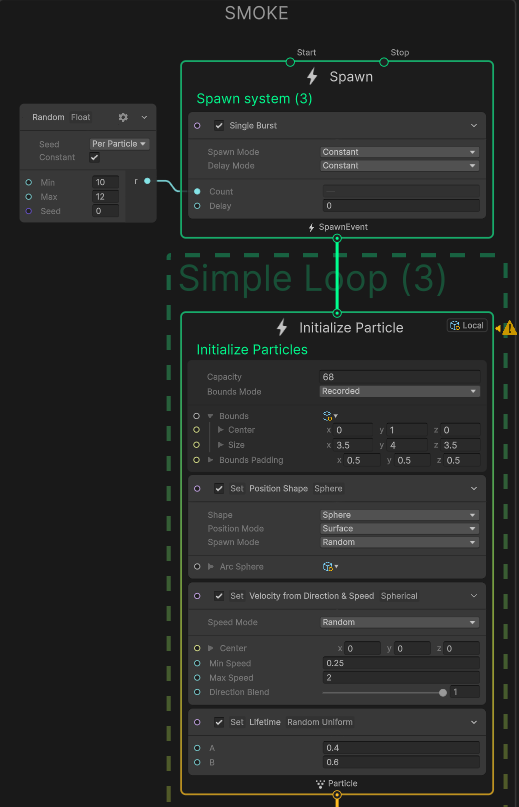 SMOKE
Start
Stop
Spawn
Spawn system (3)
Random Float
Seed Per Particle
Constant
Min 10
Max 12
Seed 0
r
Single Burst
Spawn Mode Constant
Delay Mode Constant
Count
Delay 0
SpawnEvent
Simple Loop (3)
Initialize Particle
Local
Initialize Particles
Capacity 68
Bounds Mode Recorded
Bounds
Center x 0 y 1 z 0
Size x 3.5 y 4 z 3.5
Bounds Padding x 0.5 y 0.5 z 0.5
Set Position Shape Sphere
Shape Sphere
Position Mode Surface
Spawn Mode Random
Arc Sphere
Set Velocity from Direction & Speed Spherical
Speed Mode Random
Center x 0 y 0 z 0
Min Speed 0.25
Max Speed 2
Direction Blend 1
Set Lifetime Random Uniform
A 0.4
B 0.6
Particle